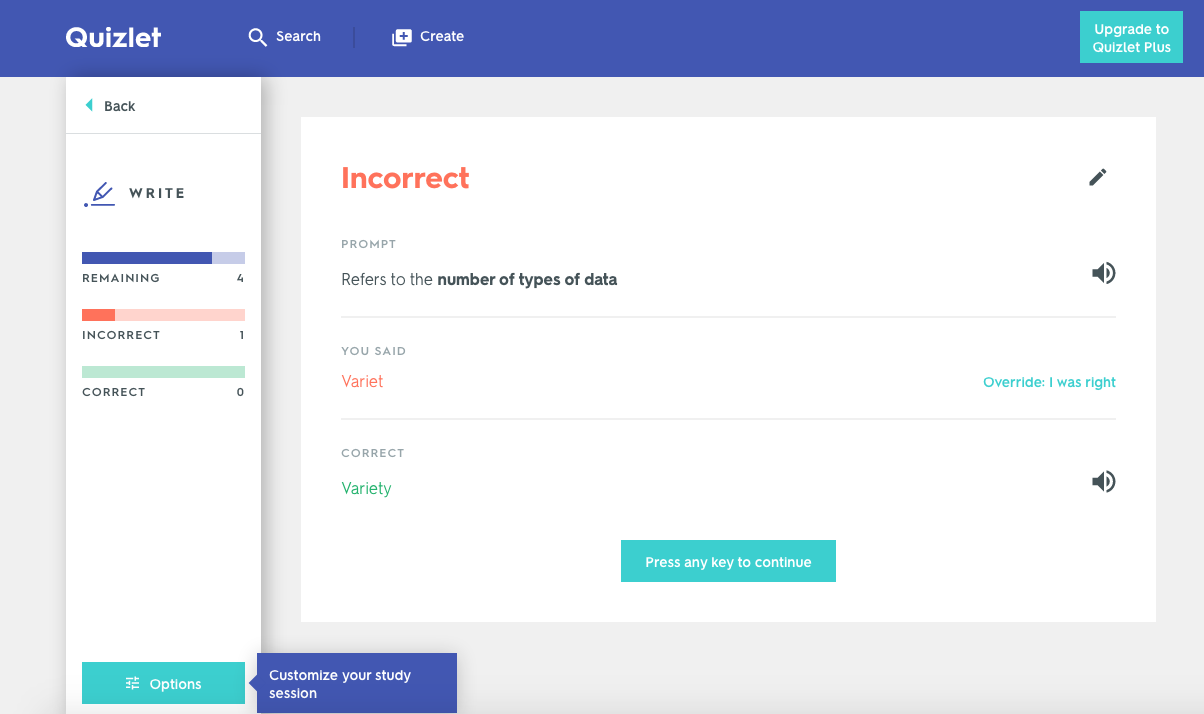 Quizlet
Search
Create
Upgrade to
Quizlet Plus
Back
WRITE
REMAINING 4
INCORRECT 1
CORRECT 0
Options
Customize your study
session
Incorrect
PROMPT
Refers to the number of types of data
YOU SAID
Variet
Override: I was right
CORRECT
Variety
Press any key to continue